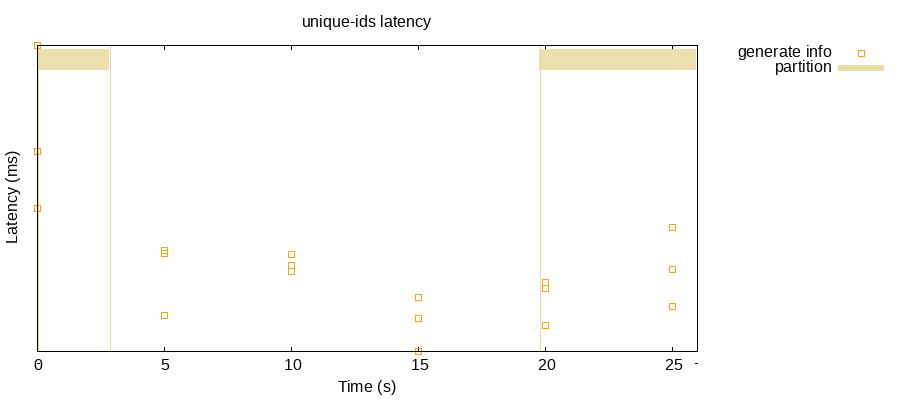 unique-ids latency
generate info
partition
Latency (ms)
0 5 10 15 20 25
Time (s)